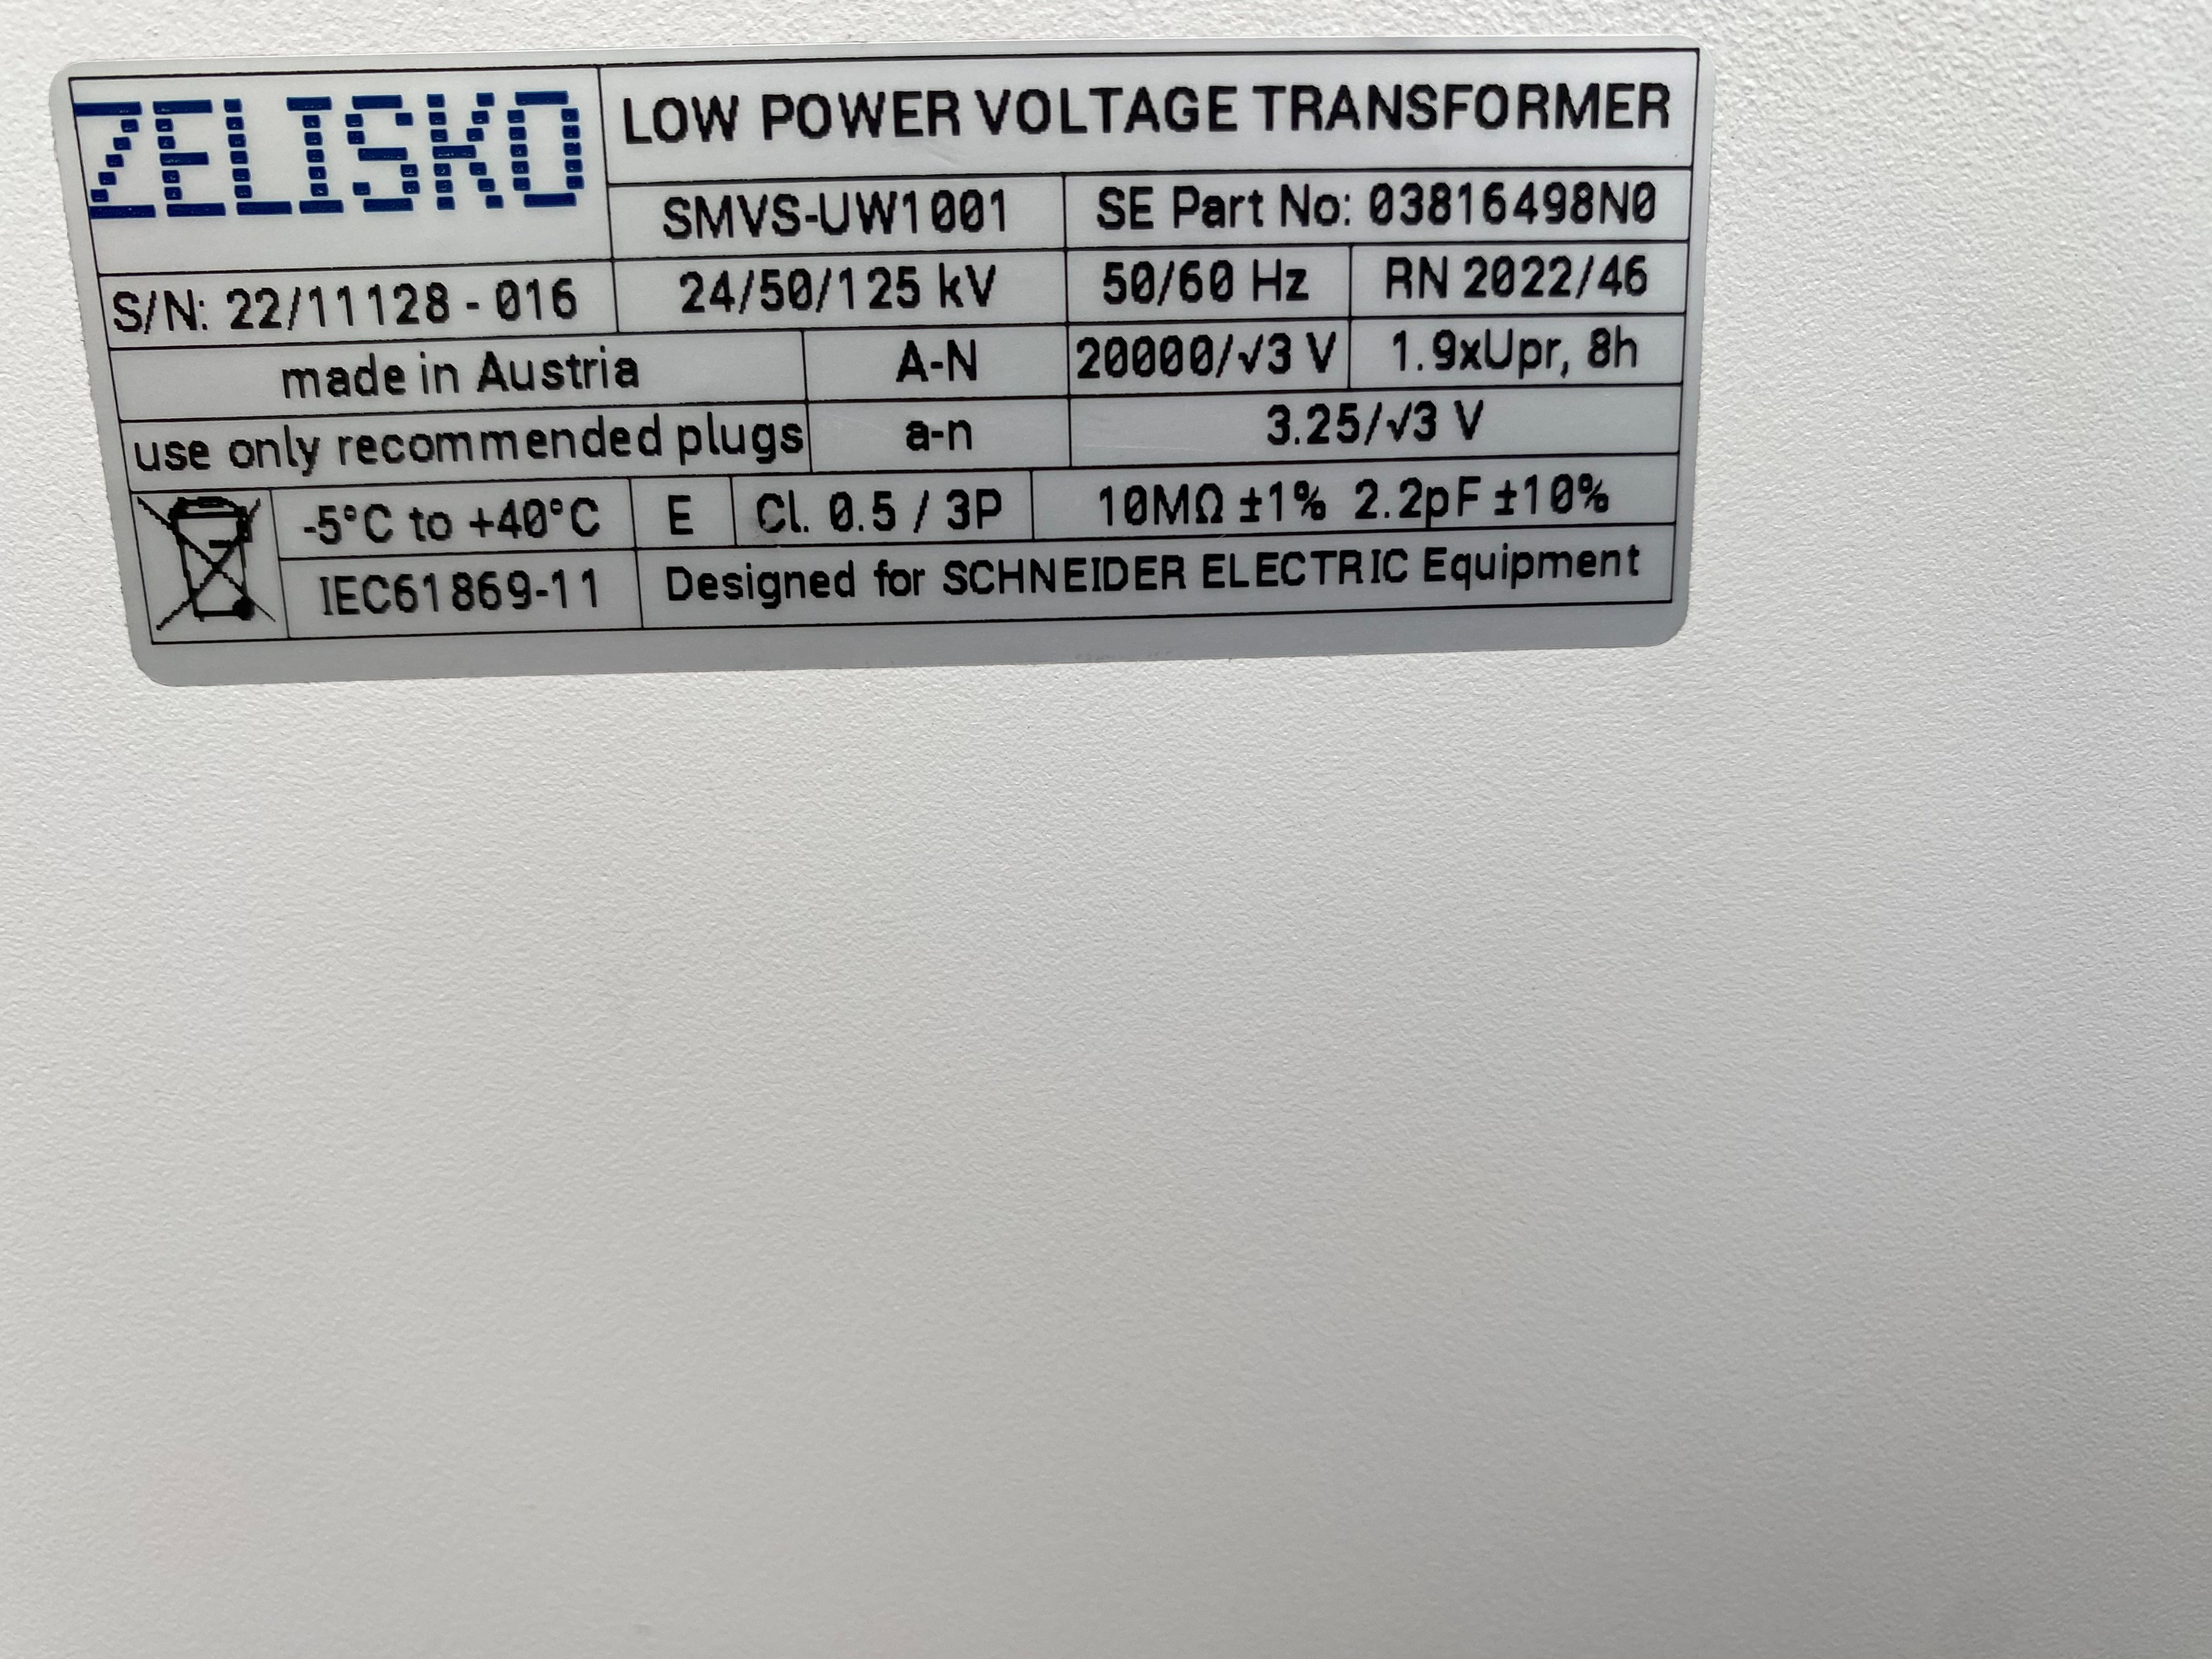 ZELISKO
LOW POWER VOLTAGE TRANSFORMER
SMVS-UW1001 SE Part No: 03816498N0
S/N: 22/11128 - 016 24/50/125 kV 50/60 Hz RN 2022/46
made in Austria A-N 20000/√3 V 1.9xUpr, 8h
use only recommended plugs a-n 3.25/√3 V
-5°C to +40°C E Cl. 0.5 / 3P 10MΩ ±1% 2.2pF ±10%
IEC61869-11 Designed for SCHNEIDER ELECTRIC Equipment